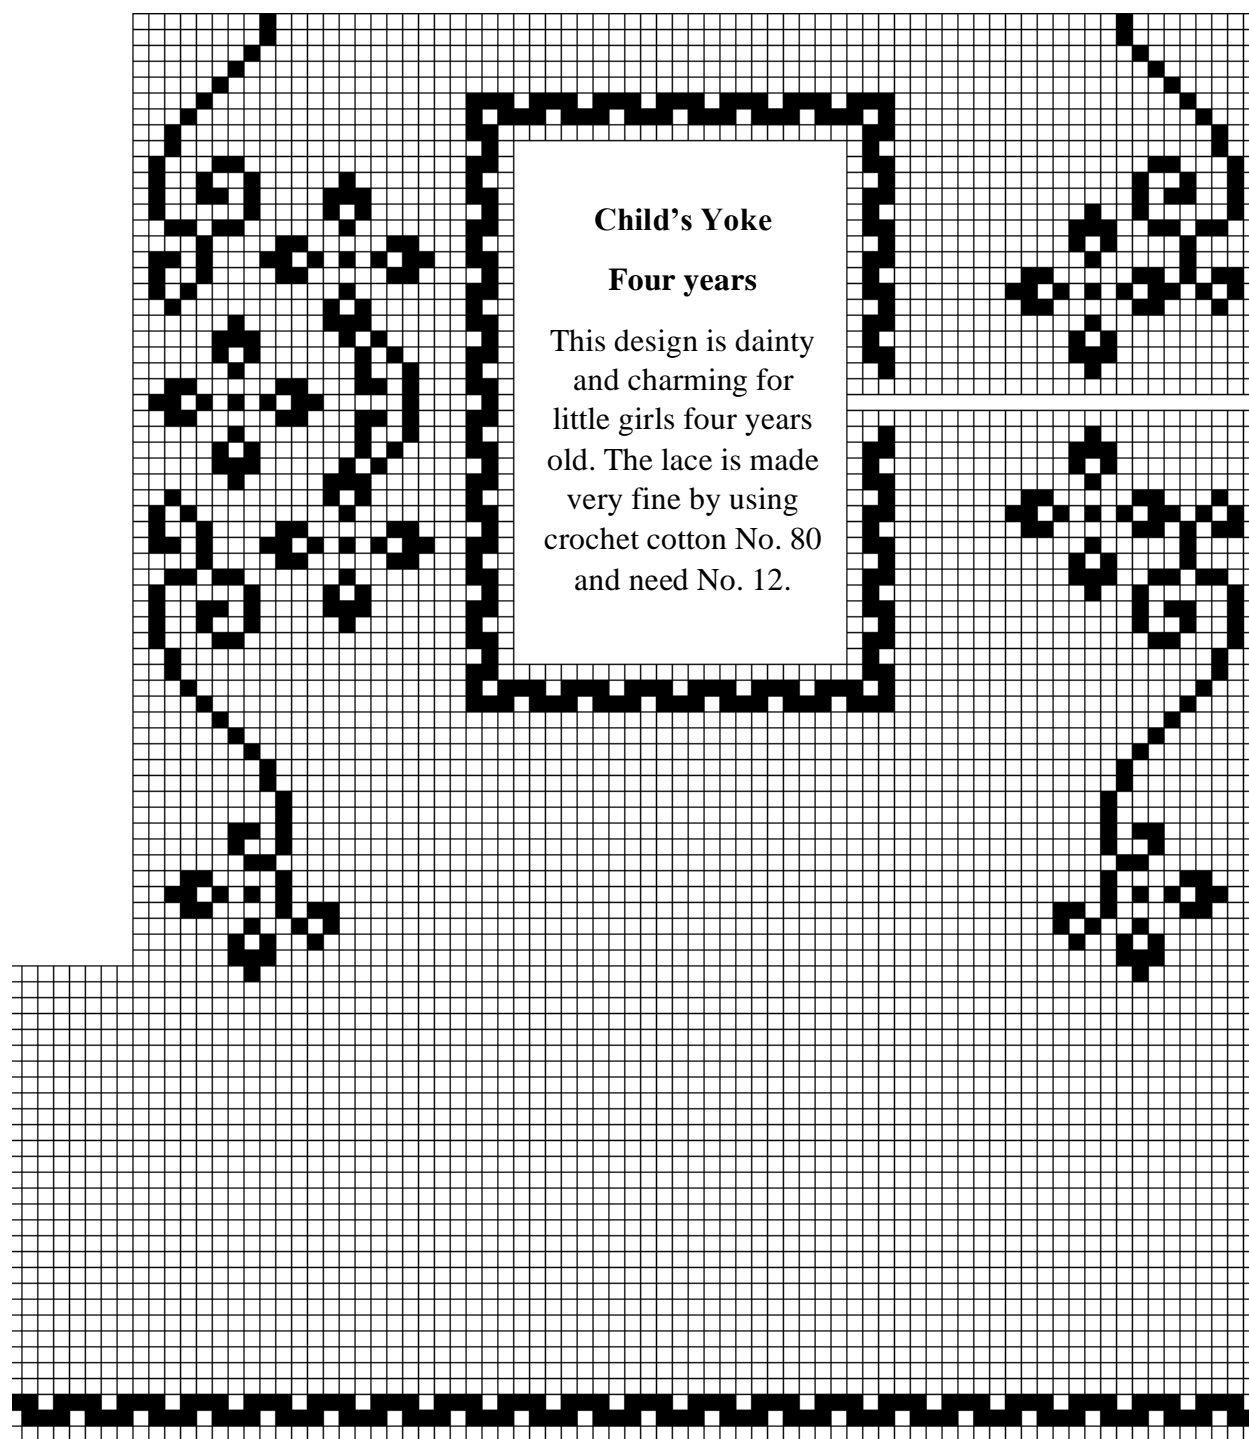 Child’s Yoke
Four years
This design is dainty
and charming for
little girls four years
old. The lace is made
very fine by using
crochet cotton No. 80
and need No. 12.